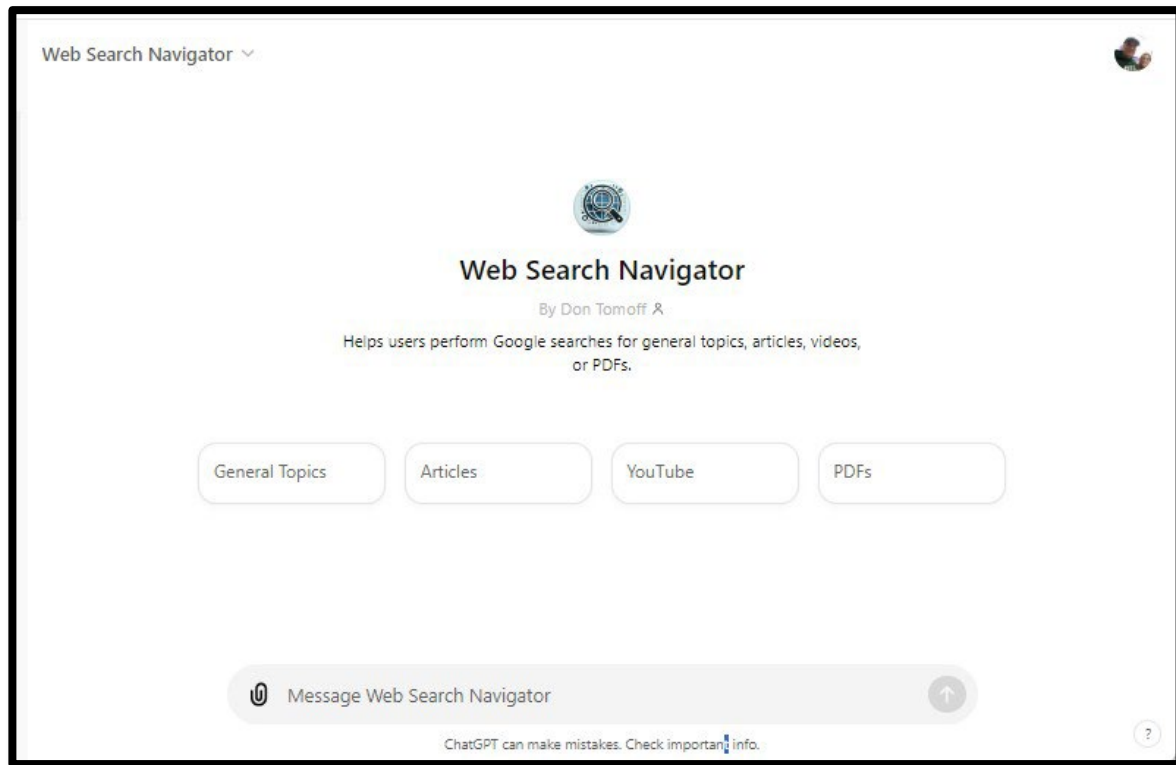 Web Search Navigator
Web Search Navigator
By Don Tomoff
Helps users perform Google searches for general topics, articles, videos,
or PDFs.
General Topics
Articles
YouTube
PDFs
Message Web Search Navigator
ChatGPT can make mistakes. Check important info.
?